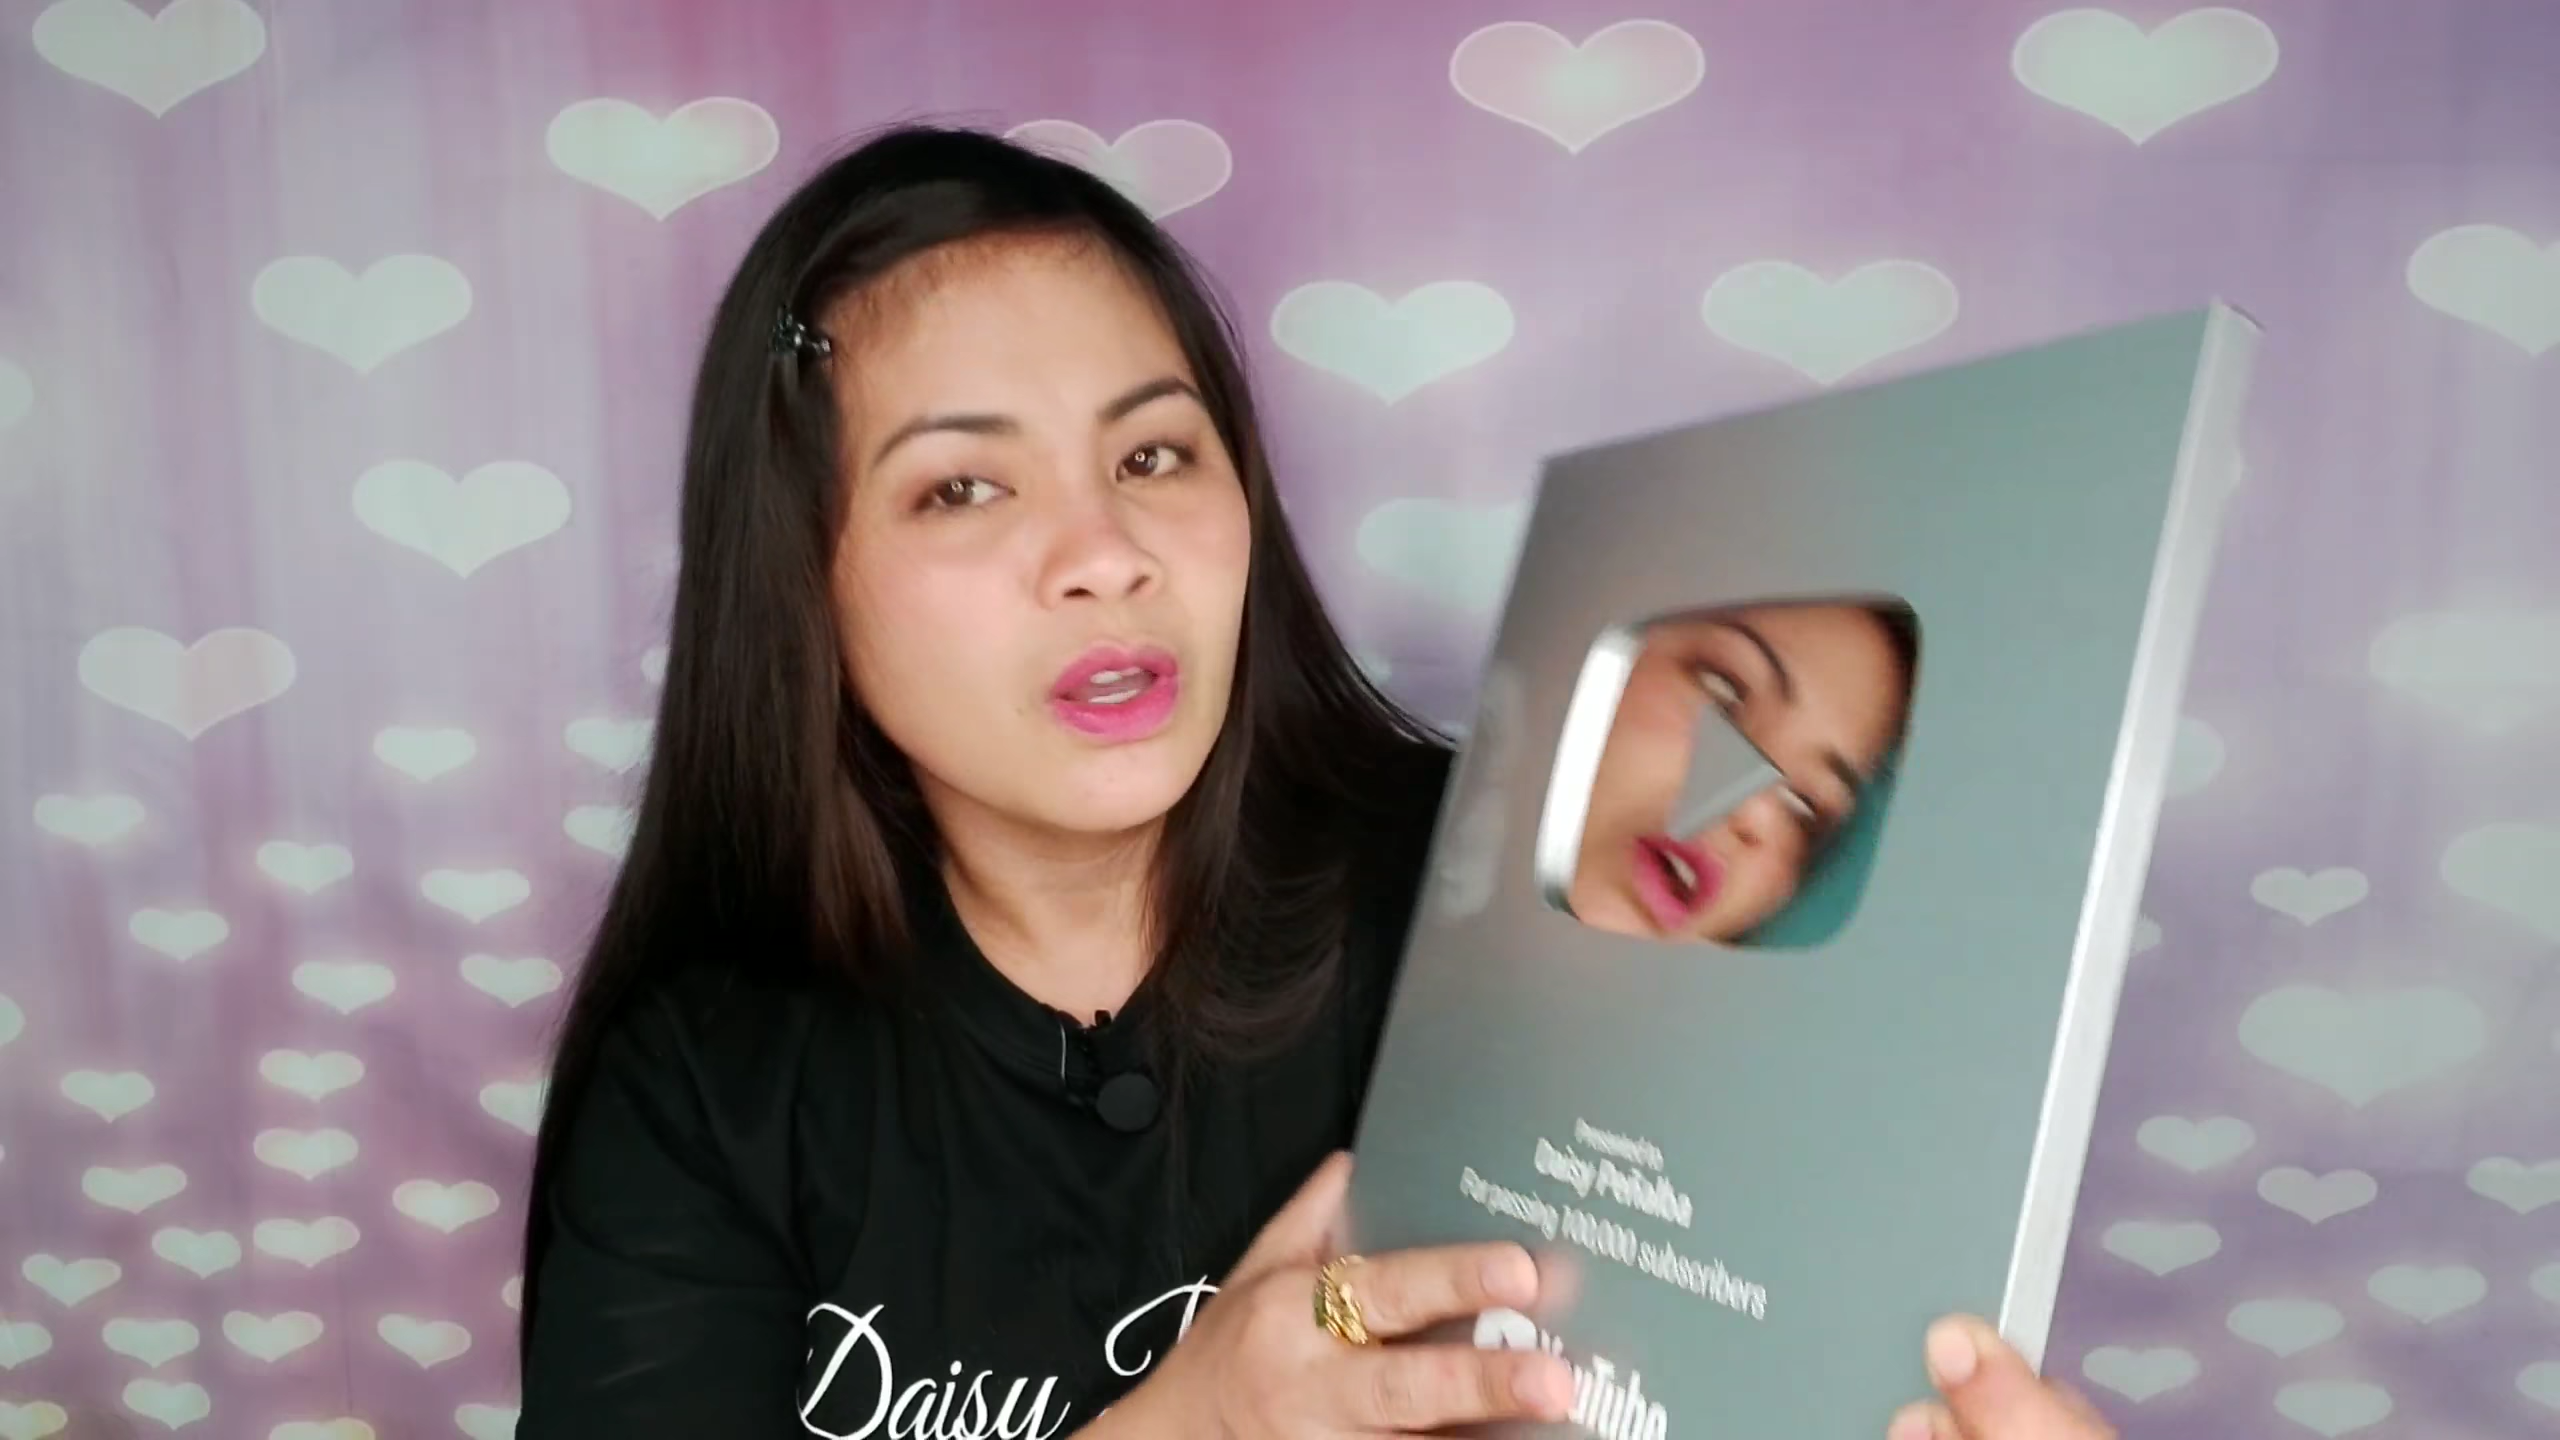 Presented to
Daisy Peñalba
For passing 100,000 subscribers
YouTube
Daisy